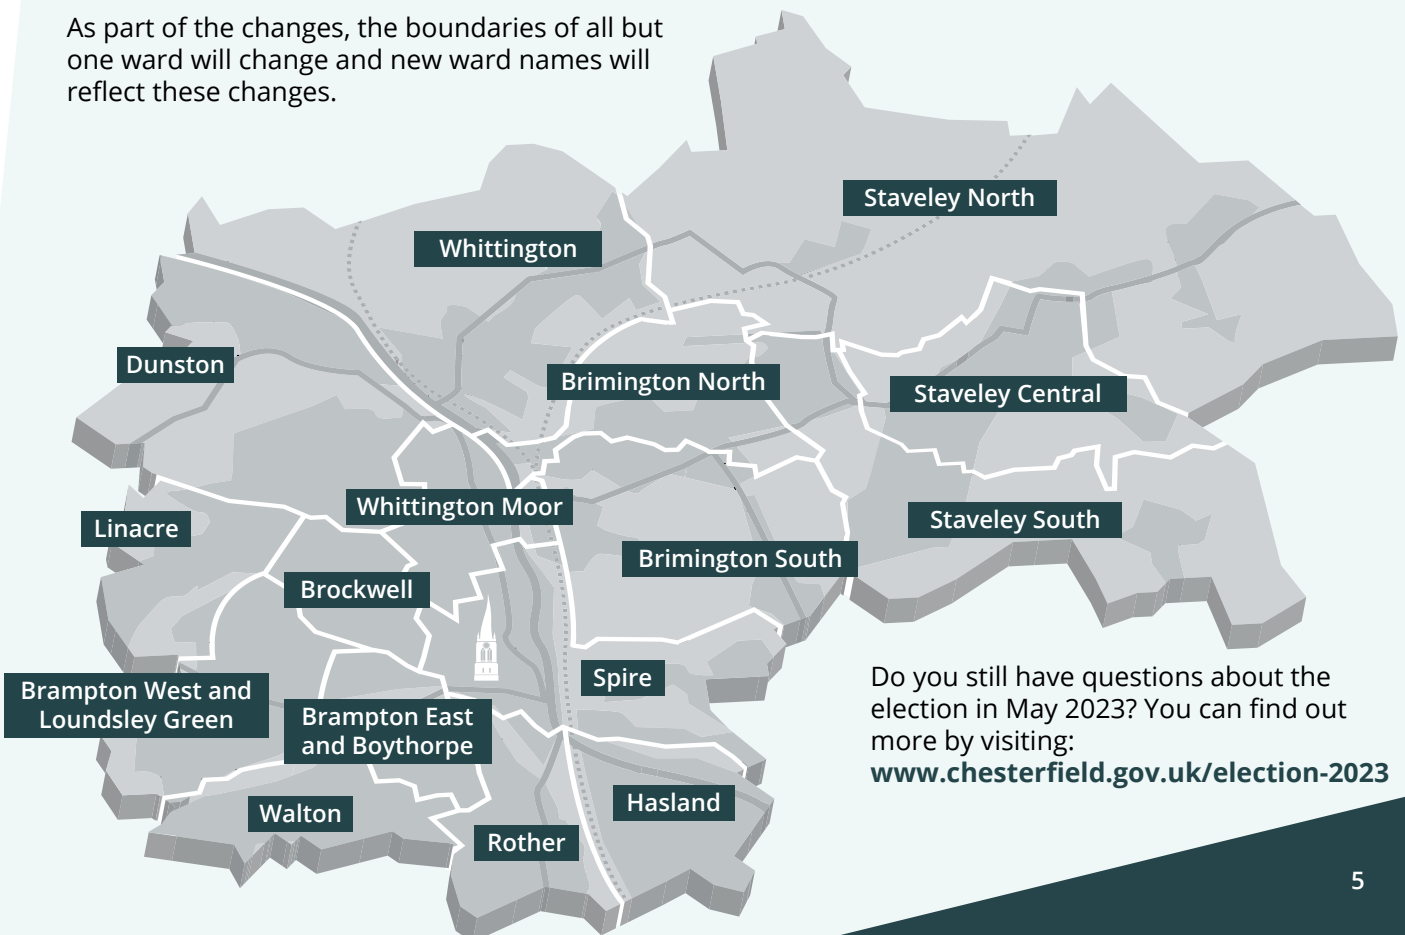 As part of the changes, the boundaries of all but
one ward will change and new ward names will
reflect these changes.
Staveley North
Whittington
Dunston
Brimington North
Staveley Central
Whittington Moor
Linacre
Staveley South
Brimington South
Brockwell
Spire
Brampton West and
Loundsley Green
Brampton East
and Boythorpe
Walton
Hasland
Rother
Do you still have questions about the
election in May 2023? You can find out
more by visiting:
www.chesterfield.gov.uk/election-2023
5